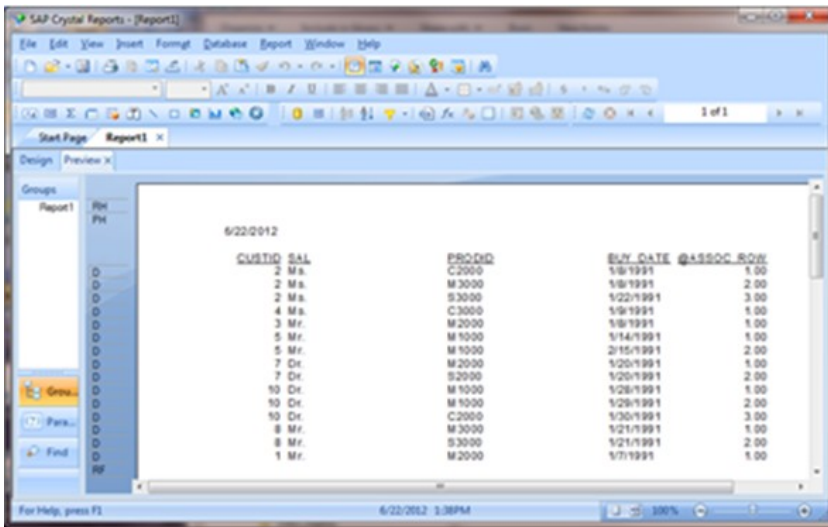 SAP Crystal Reports - [Report1]
File Edit View Insert Format Database Report Window Help
1 of 1
Start Page Report1 ×
Design Preview ×
Groups
Report1
RH
PH
6/22/2012
CUSTID SAL PRODID BUY_DATE @ASSOC_ROW
D 2 Ms. C2000 1/8/1991 1.00
D 2 Ms. M3000 1/8/1991 2.00
D 2 Ms. S3000 1/22/1991 3.00
D 4 Ms. C3000 1/9/1991 1.00
D 3 Mr. M2000 1/8/1991 1.00
D 5 Mr. M1000 1/14/1991 1.00
D 5 Mr. M1000 2/15/1991 2.00
D 7 Dr. M2000 1/20/1991 1.00
D 7 Dr. S2000 1/20/1991 2.00
D 10 Dr. M1000 1/28/1991 1.00
D 10 Dr. M1000 1/29/1991 2.00
D 10 Dr. C2000 1/30/1991 3.00
D 8 Mr. M3000 1/21/1991 1.00
D 8 Mr. S3000 1/21/1991 2.00
D 1 Mr. M2000 1/7/1991 1.00
RF
Grou...
Para...
Find
For Help, press F1 6/22/2012 1:38PM 100%